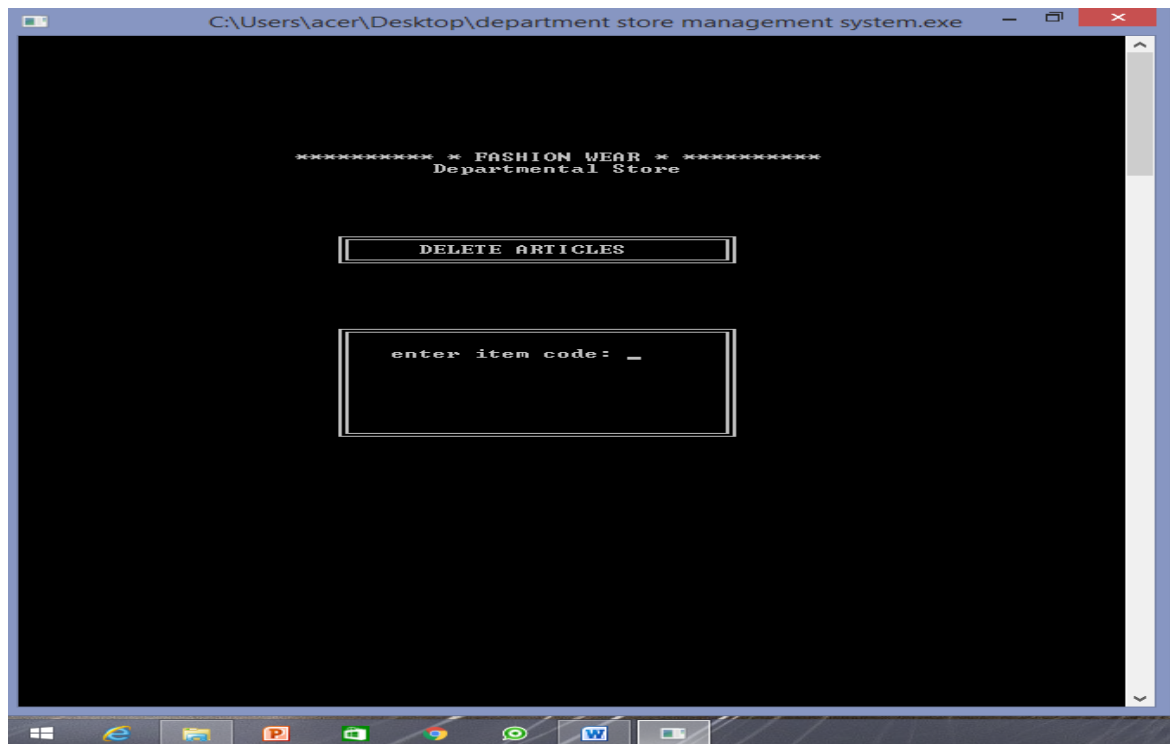 C:\Users\acer\Desktop\department store management system.exe
********** * FASHION WEAR * **********
Departmental Store
DELETE ARTICLES
enter item code: _